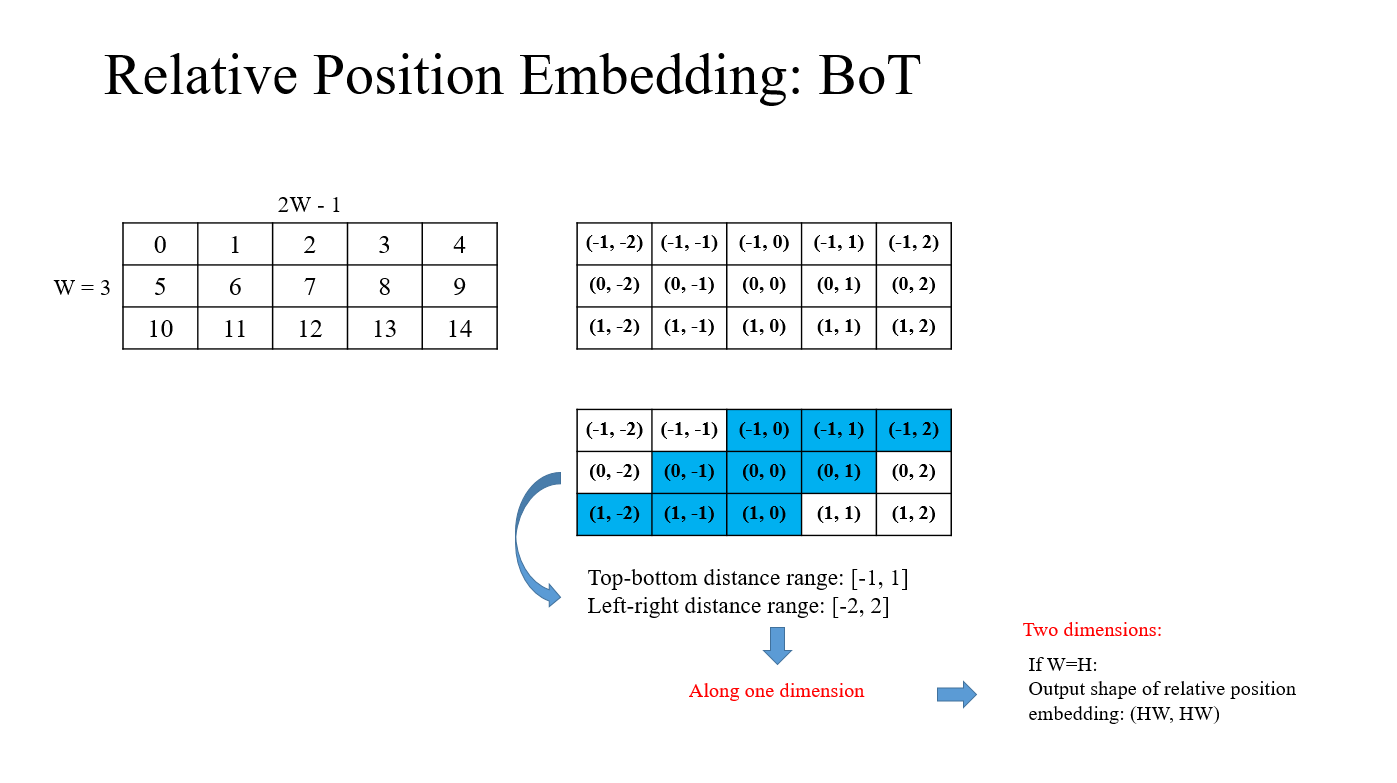 Relative Position Embedding: BoT
2W - 1
W = 3
0 1 2 3 4
5 6 7 8 9
10 11 12 13 14
(-1, -2) (-1, -1) (-1, 0) (-1, 1) (-1, 2)
(0, -2) (0, -1) (0, 0) (0, 1) (0, 2)
(1, -2) (1, -1) (1, 0) (1, 1) (1, 2)
(-1, -2) (-1, -1) (-1, 0) (-1, 1) (-1, 2)
(0, -2) (0, -1) (0, 0) (0, 1) (0, 2)
(1, -2) (1, -1) (1, 0) (1, 1) (1, 2)
Top-bottom distance range: [-1, 1]
Left-right distance range: [-2, 2]
Along one dimension
Two dimensions:
If W=H:
Output shape of relative position
embedding: (HW, HW)